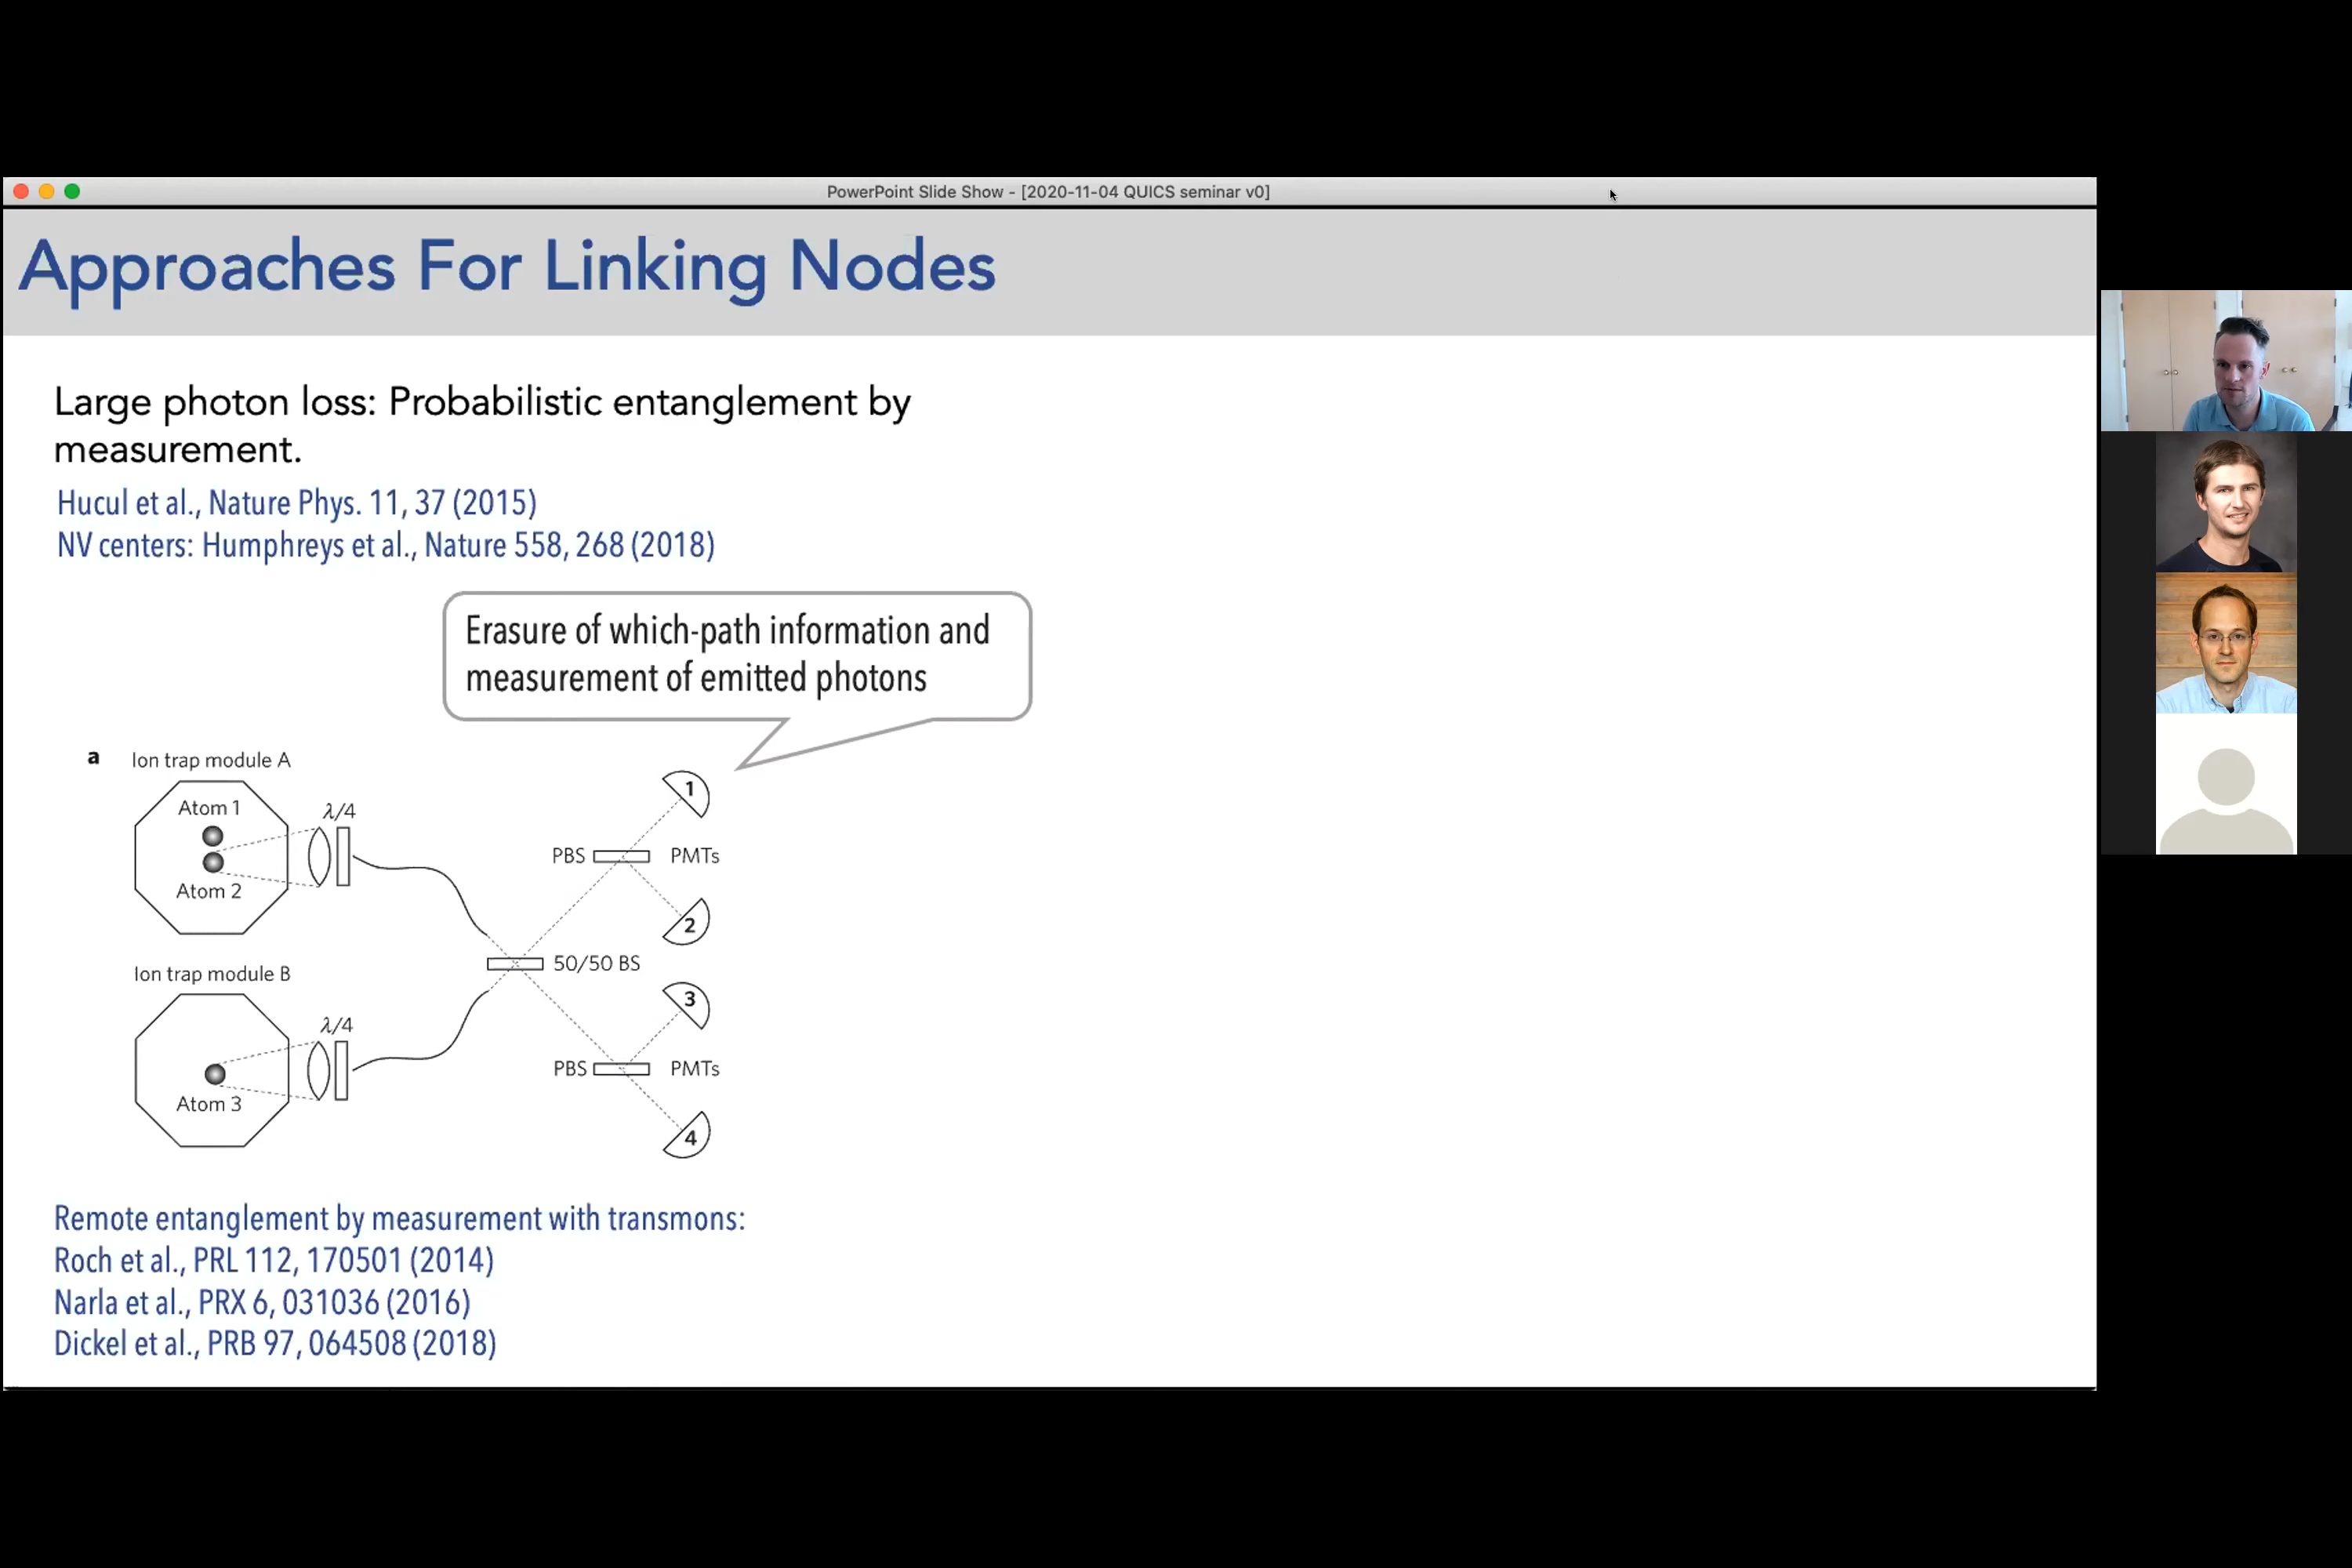 PowerPoint Slide Show - [2020-11-04 QUICS seminar v0]
Approaches For Linking Nodes
Large photon loss: Probabilistic entanglement by
measurement.
Hucul et al., Nature Phys. 11, 37 (2015)
NV centers: Humphreys et al., Nature 558, 268 (2018)
Erasure of which-path information and
measurement of emitted photons
a
Ion trap module A
Atom 1
λ/4
Atom 2
1
PBS
PMTs
2
50/50 BS
Ion trap module B
λ/4
Atom 3
3
PBS
PMTs
4
Remote entanglement by measurement with transmons:
Roch et al., PRL 112, 170501 (2014)
Narla et al., PRX 6, 031036 (2016)
Dickel et al., PRB 97, 064508 (2018)